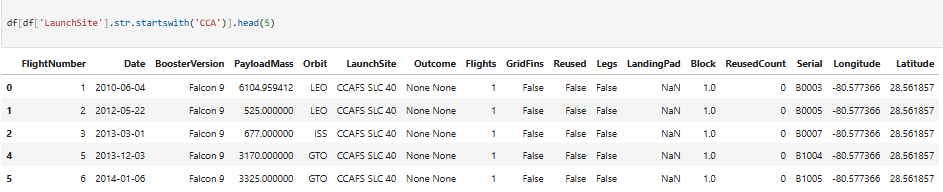 df[df['LaunchSite'].str.startswith('CCA')].head(5)
FlightNumber Date BoosterVersion PayloadMass Orbit LaunchSite Outcome Flights GridFins Reused Legs LandingPad Block ReusedCount Serial Longitude Latitude
0 1 2010-06-04 Falcon 9 6104.959412 LEO CCAFS SLC 40 None None 1 False False False NaN 1.0 0 B0003 -80.577366 28.561857
1 2 2012-05-22 Falcon 9 525.000000 LEO CCAFS SLC 40 None None 1 False False False NaN 1.0 0 B0005 -80.577366 28.561857
2 3 2013-03-01 Falcon 9 677.000000 ISS CCAFS SLC 40 None None 1 False False False NaN 1.0 0 B0007 -80.577366 28.561857
4 5 2013-12-03 Falcon 9 3170.000000 GTO CCAFS SLC 40 None None 1 False False False NaN 1.0 0 B1004 -80.577366 28.561857
5 6 2014-01-06 Falcon 9 3325.000000 GTO CCAFS SLC 40 None None 1 False False False NaN 1.0 0 B1005 -80.577366 28.561857